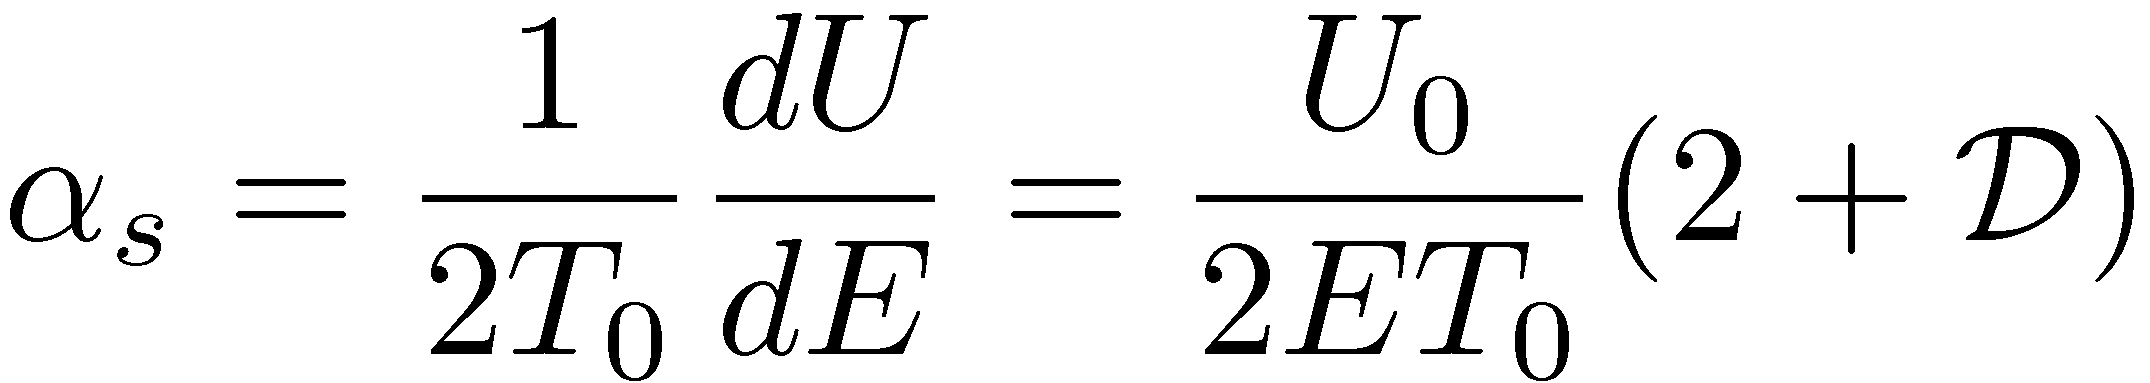 α_s = \frac{1}{2T_0} \frac{dU}{dE} = \frac{U_0}{2ET_0} (2 + \mathcal{D})